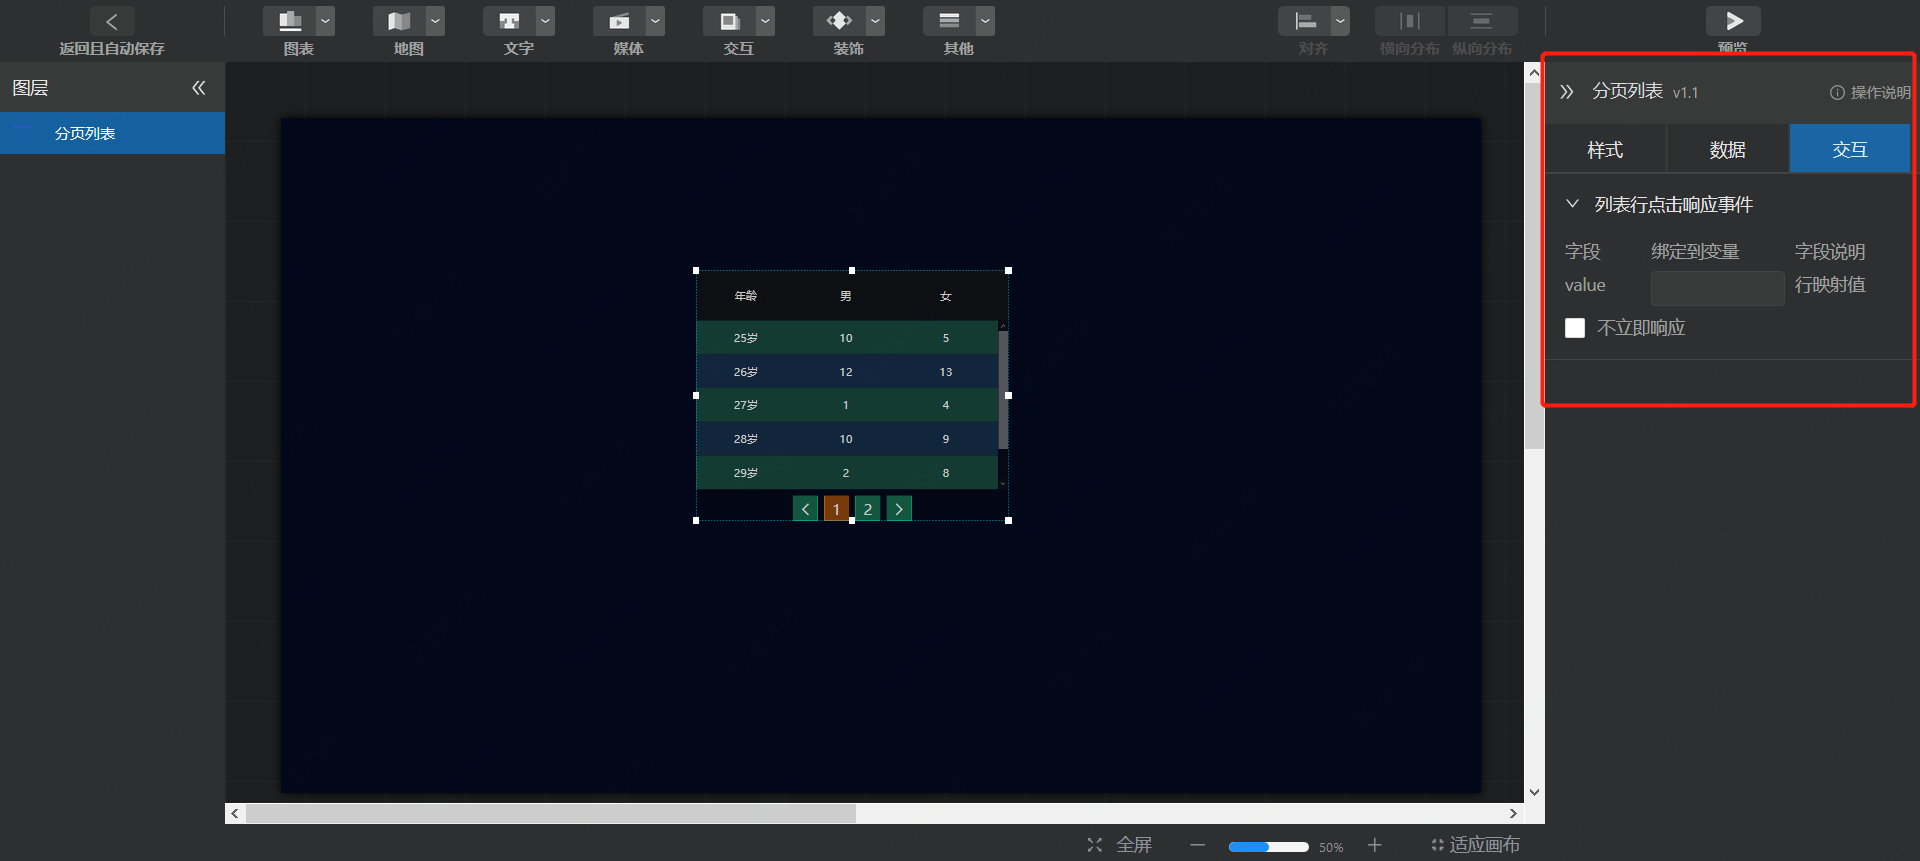 返回且自动保存
图表
地图
文字
媒体
交互
装饰
其他
对齐
横向分布
纵向分布
预览
图层
分页列表
年龄 男 女
25岁 10 5
26岁 12 13
27岁 1 4
28岁 10 9
29岁 2 8
1 2
分页列表 v1.1 操作说明
样式 数据 交互
列表行点击响应事件
字段 绑定到变量 字段说明
value 行映射值
不立即响应
全屏 50% 适应画布